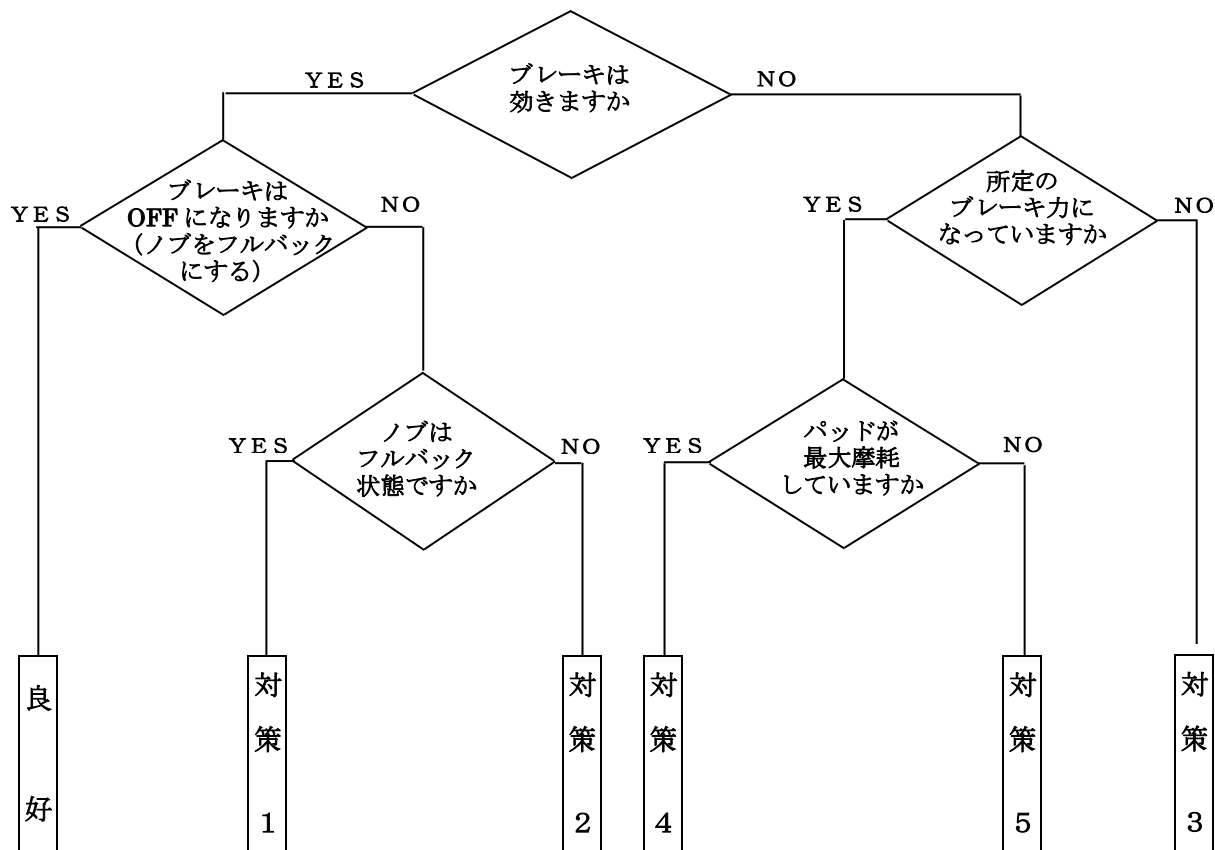 ブレーキは
効きますか
YES
NO
ブレーキは
OFFになりますか
(ノブをフルバック
にする)
YES
NO
所定の
ブレーキ力に
なっていますか
YES
NO
ノブは
フルバック
状態ですか
YES
NO
パッドが
最大摩耗
していますか
YES
NO
良好
対策1
対策2
対策4
対策5
対策3